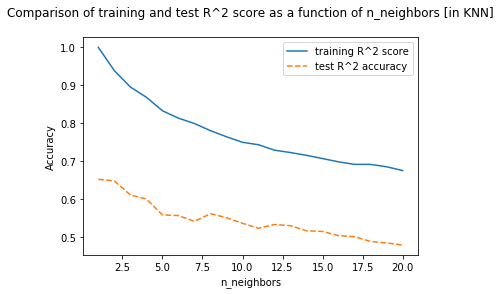 Comparison of training and test R^2 score as a function of n_neighbors [in KNN]
training R^2 score
test R^2 accuracy
Accuracy
1.0
0.9
0.8
0.7
0.6
0.5
2.5 5.0 7.5 10.0 12.5 15.0 17.5 20.0
n_neighbors